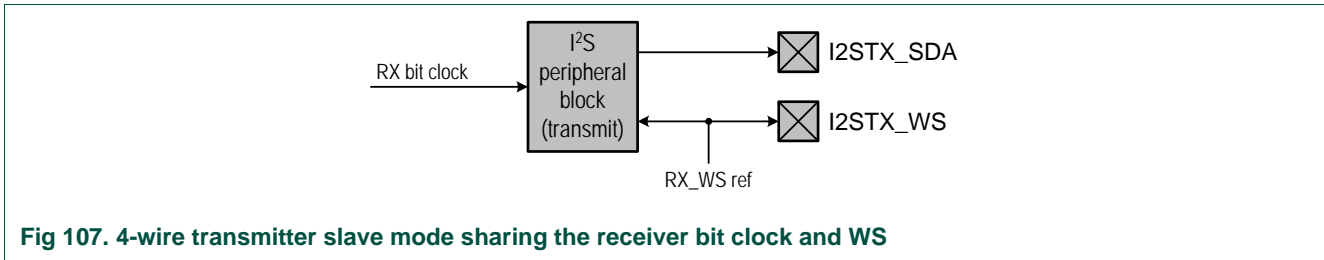 I²S
peripheral
block
(transmit)
RX bit clock
I2STX_SDA
I2STX_WS
RX_WS ref
Fig 107. 4-wire transmitter slave mode sharing the receiver bit clock and WS